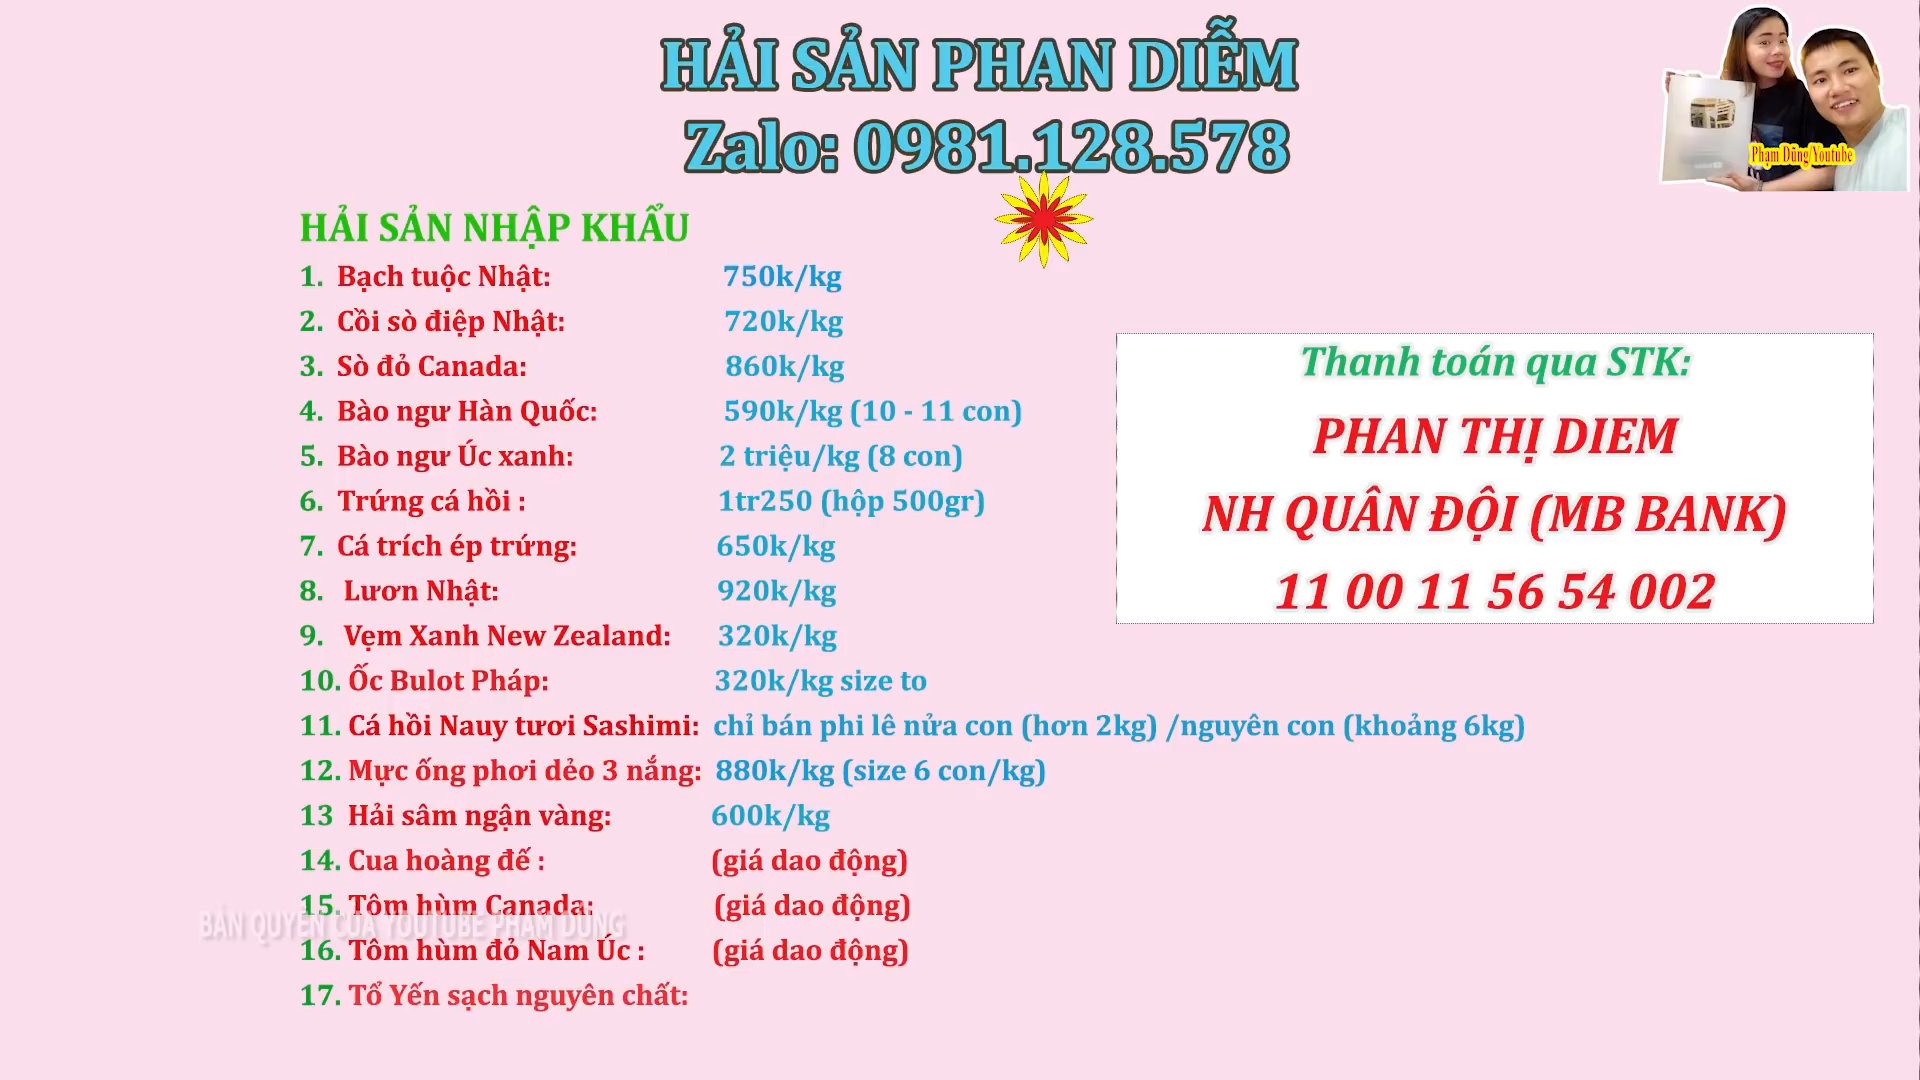 HẢI SẢN PHAN DIỄM
Zalo: 0981.128.578
Phạm Dũng Youtube
HẢI SẢN NHẬP KHẨU
1. Bạch tuộc Nhật: 750k/kg
2. Cồi sò điệp Nhật: 720k/kg
3. Sò đỏ Canada: 860k/kg
4. Bào ngư Hàn Quốc: 590k/kg (10 - 11 con)
5. Bào ngư Úc xanh: 2 triệu/kg (8 con)
6. Trứng cá hồi : 1tr250 (hộp 500gr)
7. Cá trích ép trứng: 650k/kg
8. Lươn Nhật: 920k/kg
9. Vẹm Xanh New Zealand: 320k/kg
10. Ốc Bulot Pháp: 320k/kg size to
11. Cá hồi Nauy tươi Sashimi: chỉ bán phi lê nửa con (hơn 2kg) /nguyên con (khoảng 6kg)
12. Mực ống phơi dẻo 3 nắng: 880k/kg (size 6 con/kg)
13 Hải sâm ngận vàng: 600k/kg
14. Cua hoàng đế : (giá dao động)
15. Tôm hùm Canada: (giá dao động)
BẢN QUYỀN CỦA YOUTUBE PHẠM DŨNG
16. Tôm hùm đỏ Nam Úc : (giá dao động)
17. Tổ Yến sạch nguyên chất:
Thanh toán qua STK:
PHAN THỊ DIEM
NH QUÂN ĐỘI (MB BANK)
11 00 11 56 54 002